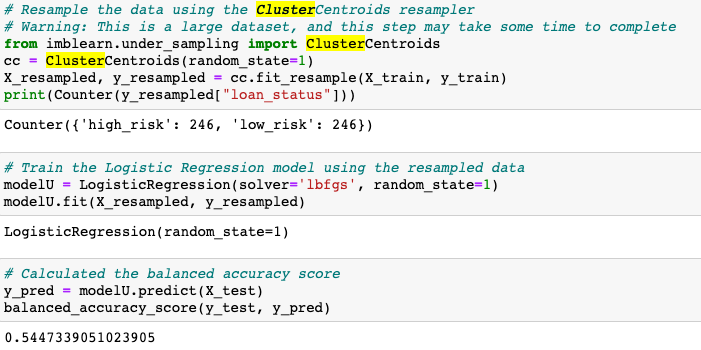 # Resample the data using the ClusterCentroids resampler
# Warning: This is a large dataset, and this step may take some time to complete
from imblearn.under_sampling import ClusterCentroids
cc = ClusterCentroids(random_state=1)
X_resampled, y_resampled = cc.fit_resample(X_train, y_train)
print(Counter(y_resampled["loan_status"]))
Counter({'high_risk': 246, 'low_risk': 246})
# Train the Logistic Regression model using the resampled data
modelU = LogisticRegression(solver='lbfgs', random_state=1)
modelU.fit(X_resampled, y_resampled)
LogisticRegression(random_state=1)
# Calculated the balanced accuracy score
y_pred = modelU.predict(X_test)
balanced_accuracy_score(y_test, y_pred)
0.5447339051023905